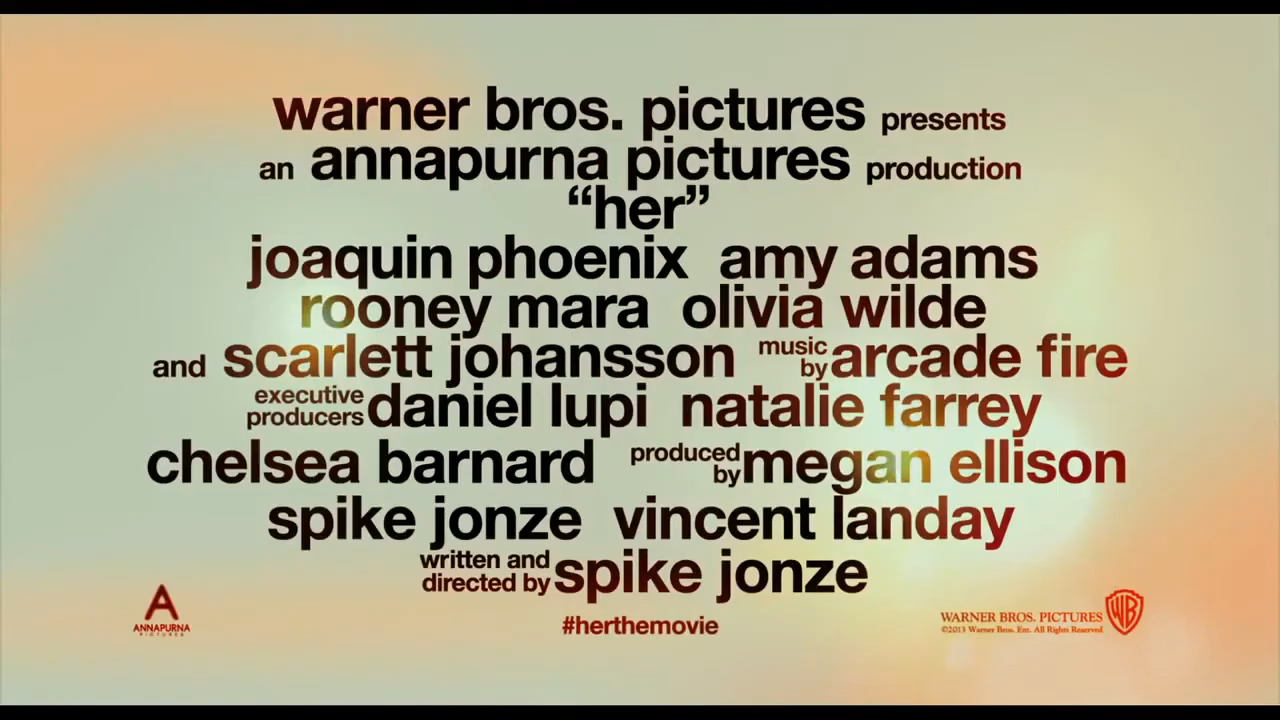 warner bros. pictures presents
an annapurna pictures production
“her”
joaquin phoenix amy adams
rooney mara olivia wilde
and scarlett johansson music by arcade fire
executive producers daniel lupi natalie farrey
chelsea barnard produced by megan ellison
spike jonze vincent landay
written and directed by spike jonze
#herthemovie
A
ANNAPURNA
PICTURES
WARNER BROS. PICTURES
©2013 Warner Bros. Ent. All Rights Reserved
WB